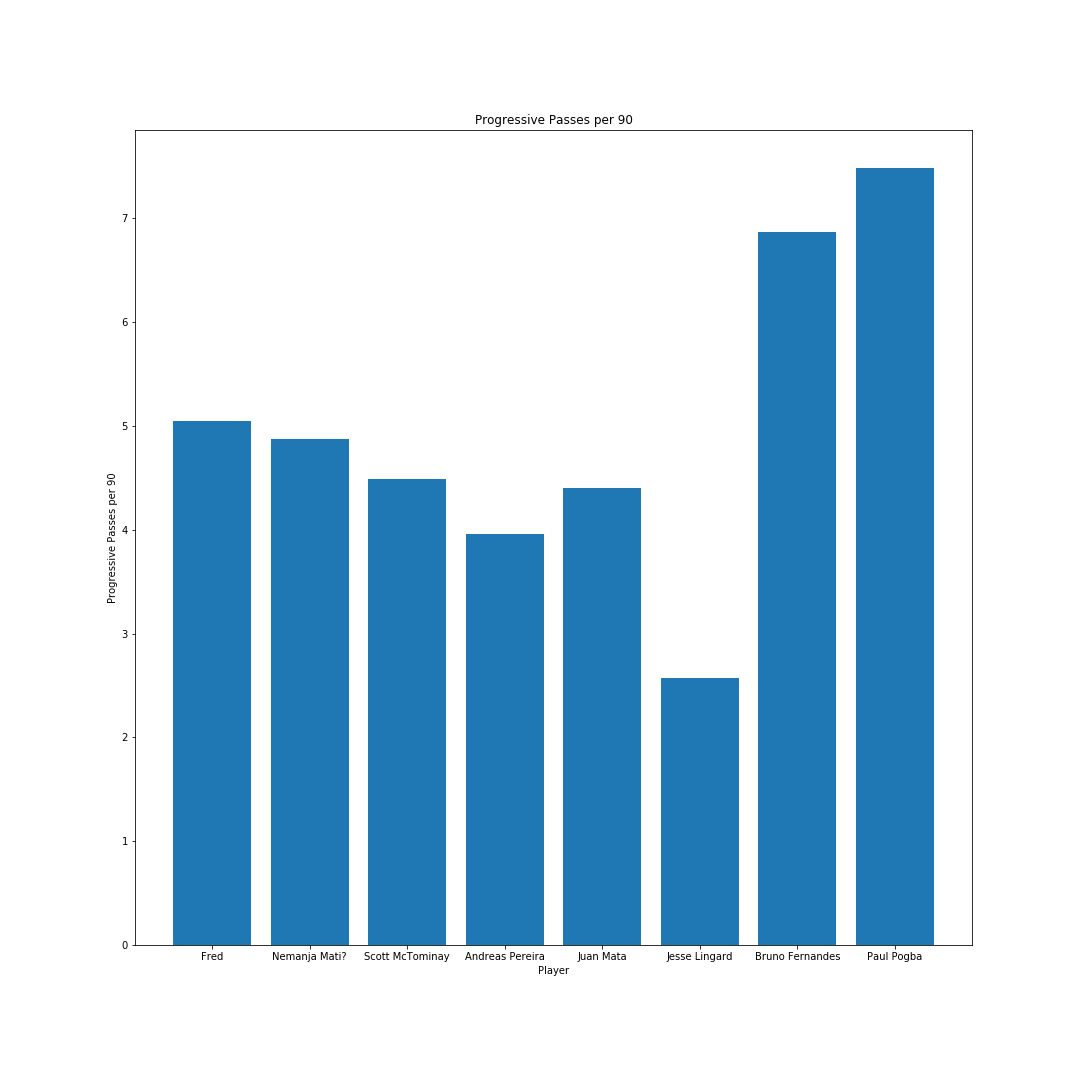 Progressive Passes per 90
Progressive Passes per 90
7
6
5
4
3
2
1
0
Fred Nemanja Mati? Scott McTominay Andreas Pereira Juan Mata Jesse Lingard Bruno Fernandes Paul Pogba
Player